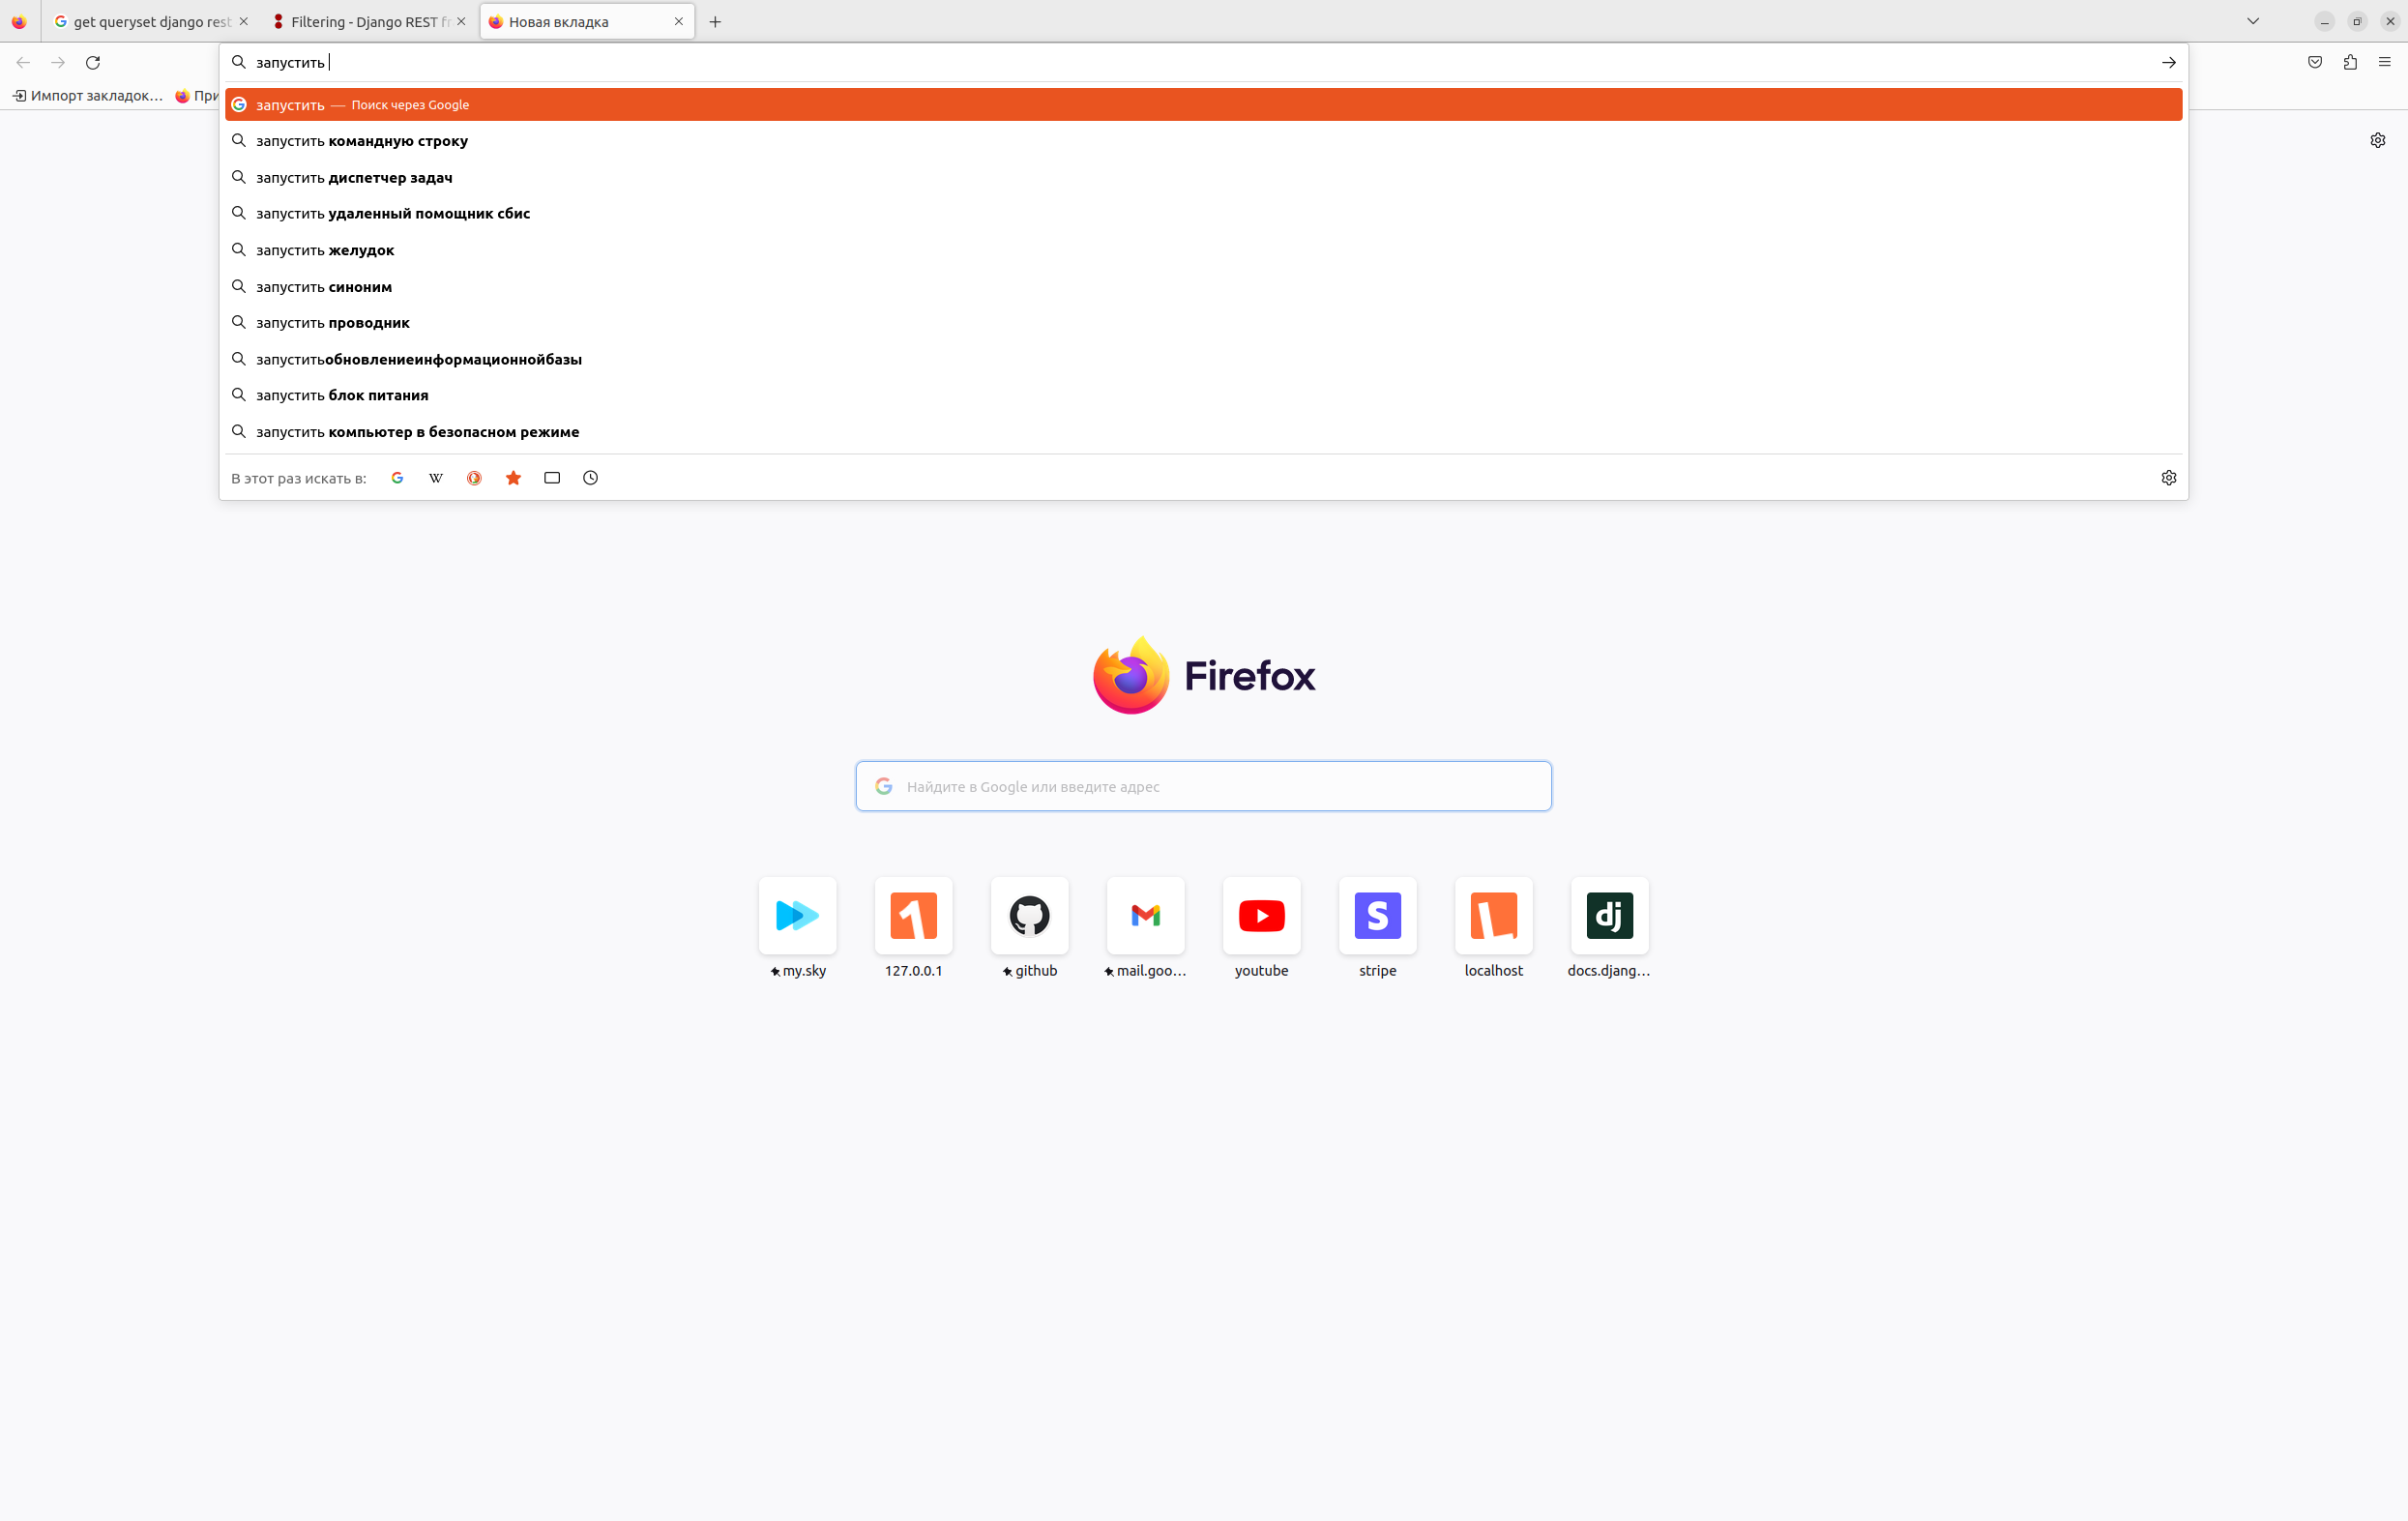 get queryset django rest
Filtering - Django REST fr
Новая вкладка
запустить
Импорт закладок…
При
запустить — Поиск через Google
запустить командную строку
запустить диспетчер задач
запустить удаленный помощник сбис
запустить желудок
запустить синоним
запустить проводник
запуститьобновлениеинформационнойбазы
запустить блок питания
запустить компьютер в безопасном режиме
В этот раз искать в:
Firefox
Найдите в Google или введите адрес
my.sky
127.0.0.1
github
mail.goo…
youtube
stripe
localhost
docs.djang…